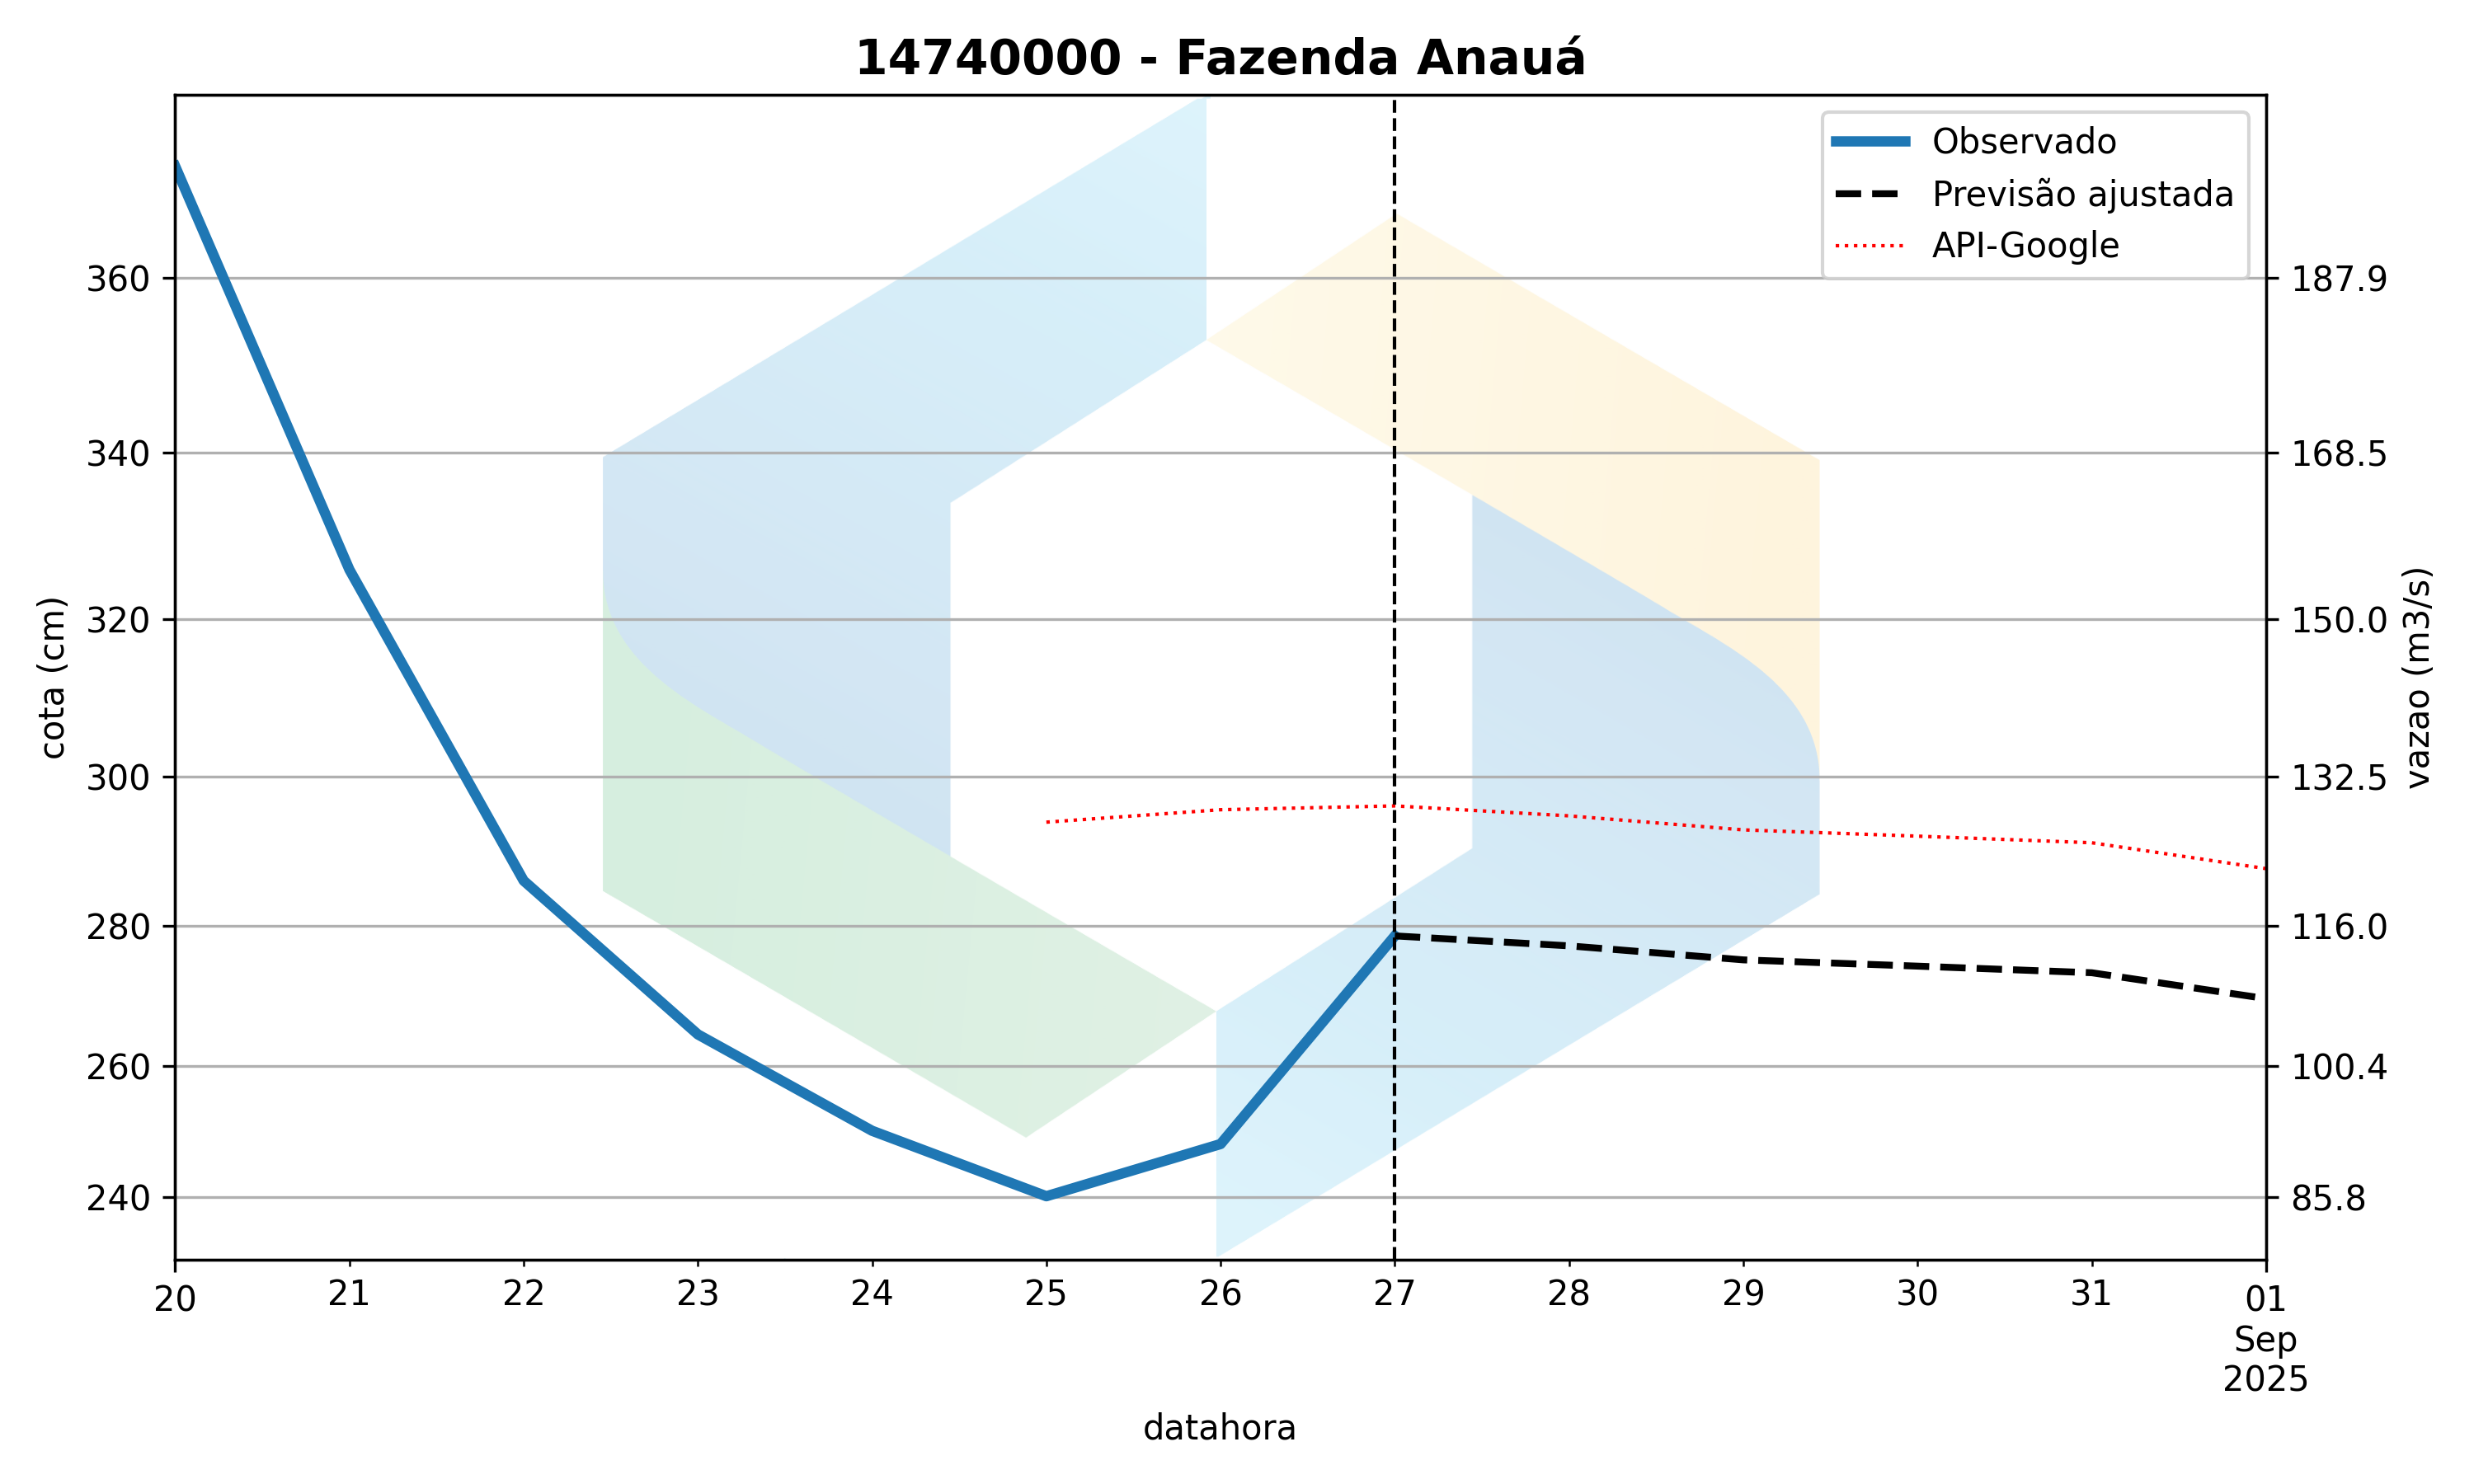 14740000 - Fazenda Anauá
Observado
Previsão ajustada
API-Google
cota (cm)
360
340
320
300
280
260
240
187.9
168.5
150.0
132.5
116.0
100.4
85.8
vazao (m3/s)
20 21 22 23 24 25 26 27 28 29 30 31 01
Sep
2025
datahora